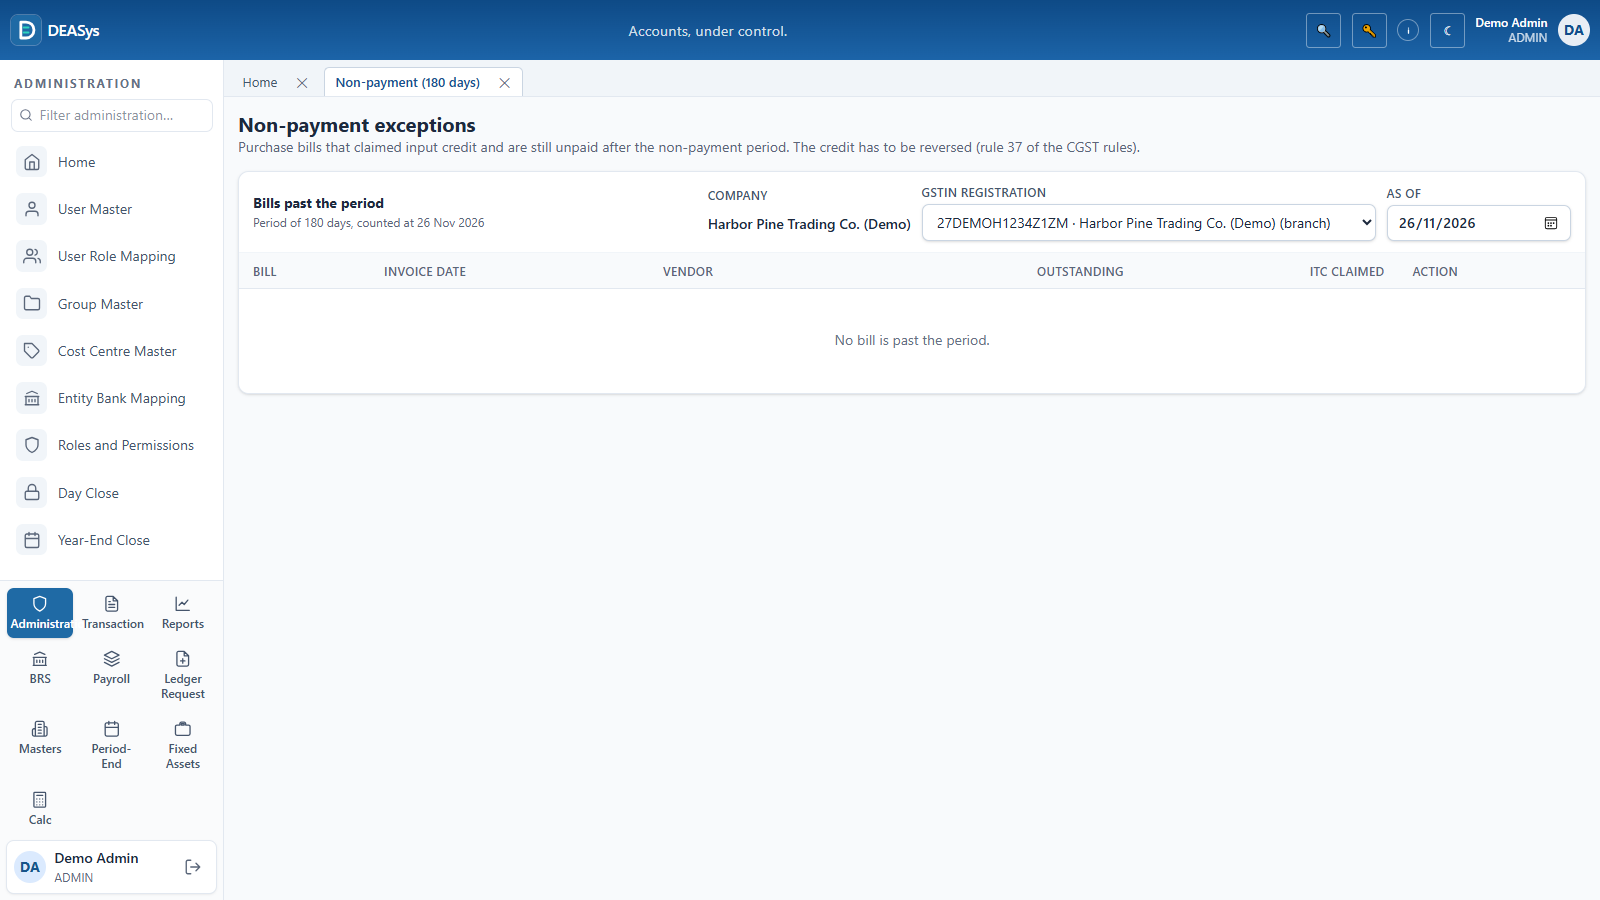 DEASys
Accounts, under control.
Demo Admin
ADMIN
DA
ADMINISTRATION
Filter administration...
Home
User Master
User Role Mapping
Group Master
Cost Centre Master
Entity Bank Mapping
Roles and Permissions
Day Close
Year-End Close
Administrat
Transaction
Reports
BRS
Payroll
Ledger
Request
Masters
Period-
End
Fixed
Assets
Calc
DA
Demo Admin
ADMIN
Home
Non-payment (180 days)
Non-payment exceptions
Purchase bills that claimed input credit and are still unpaid after the non-payment period. The credit has to be reversed (rule 37 of the CGST rules).
Bills past the period
Period of 180 days, counted at 26 Nov 2026
COMPANY
Harbor Pine Trading Co. (Demo)
GSTIN REGISTRATION
27DEMOH1234Z1ZM · Harbor Pine Trading Co. (Demo) (branch)
AS OF
26/11/2026
BILL INVOICE DATE VENDOR OUTSTANDING ITC CLAIMED ACTION
No bill is past the period.